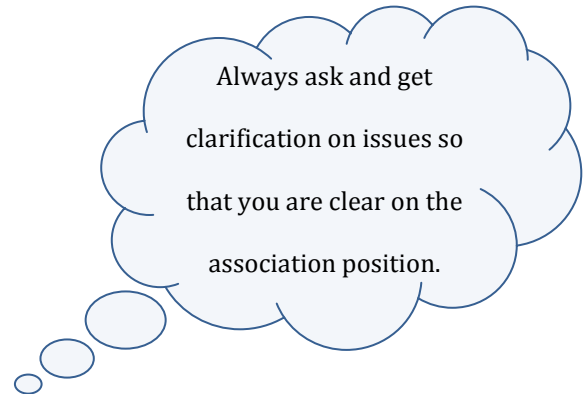 Always ask and get
clarification on issues so
that you are clear on the
association position.